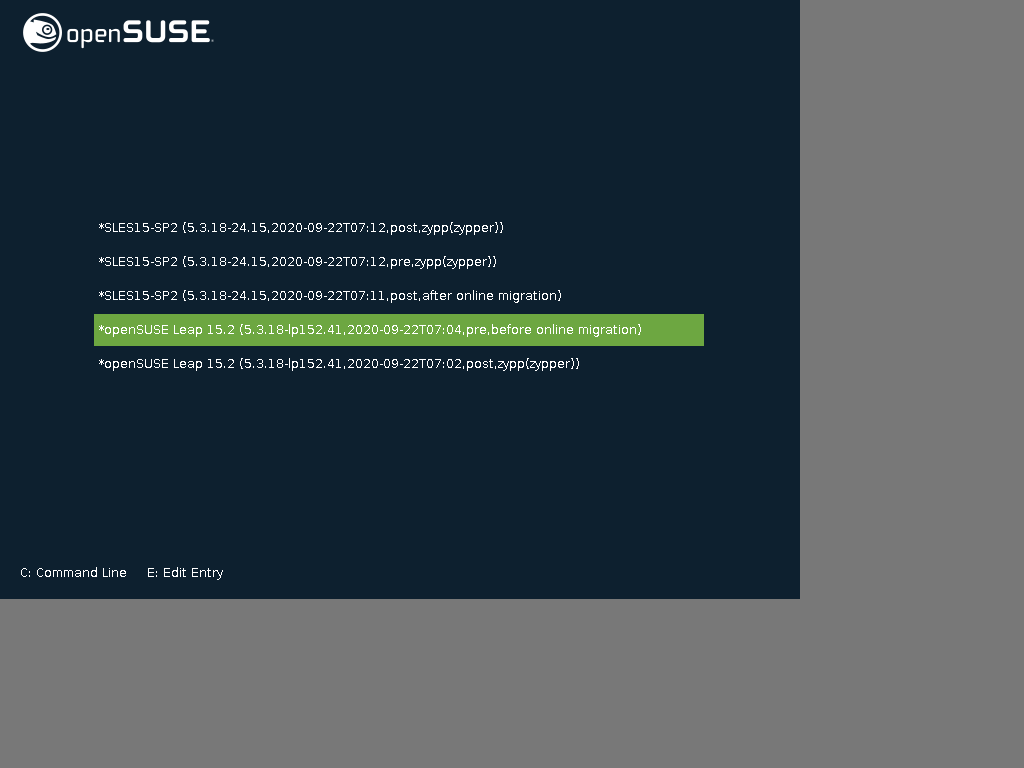 openSUSE
*SLES15-SP2 (5.3.18-24.15,2020-09-22T07:12,post,zypp(zypper))
*SLES15-SP2 (5.3.18-24.15,2020-09-22T07:12,pre,zypp(zypper))
*SLES15-SP2 (5.3.18-24.15,2020-09-22T07:11,post,after online migration)
*openSUSE Leap 15.2 (5.3.18-lp152.41,2020-09-22T07:04,pre,before online migration)
*openSUSE Leap 15.2 (5.3.18-lp152.41,2020-09-22T07:02,post,zypp(zypper))
C: Command Line E: Edit Entry